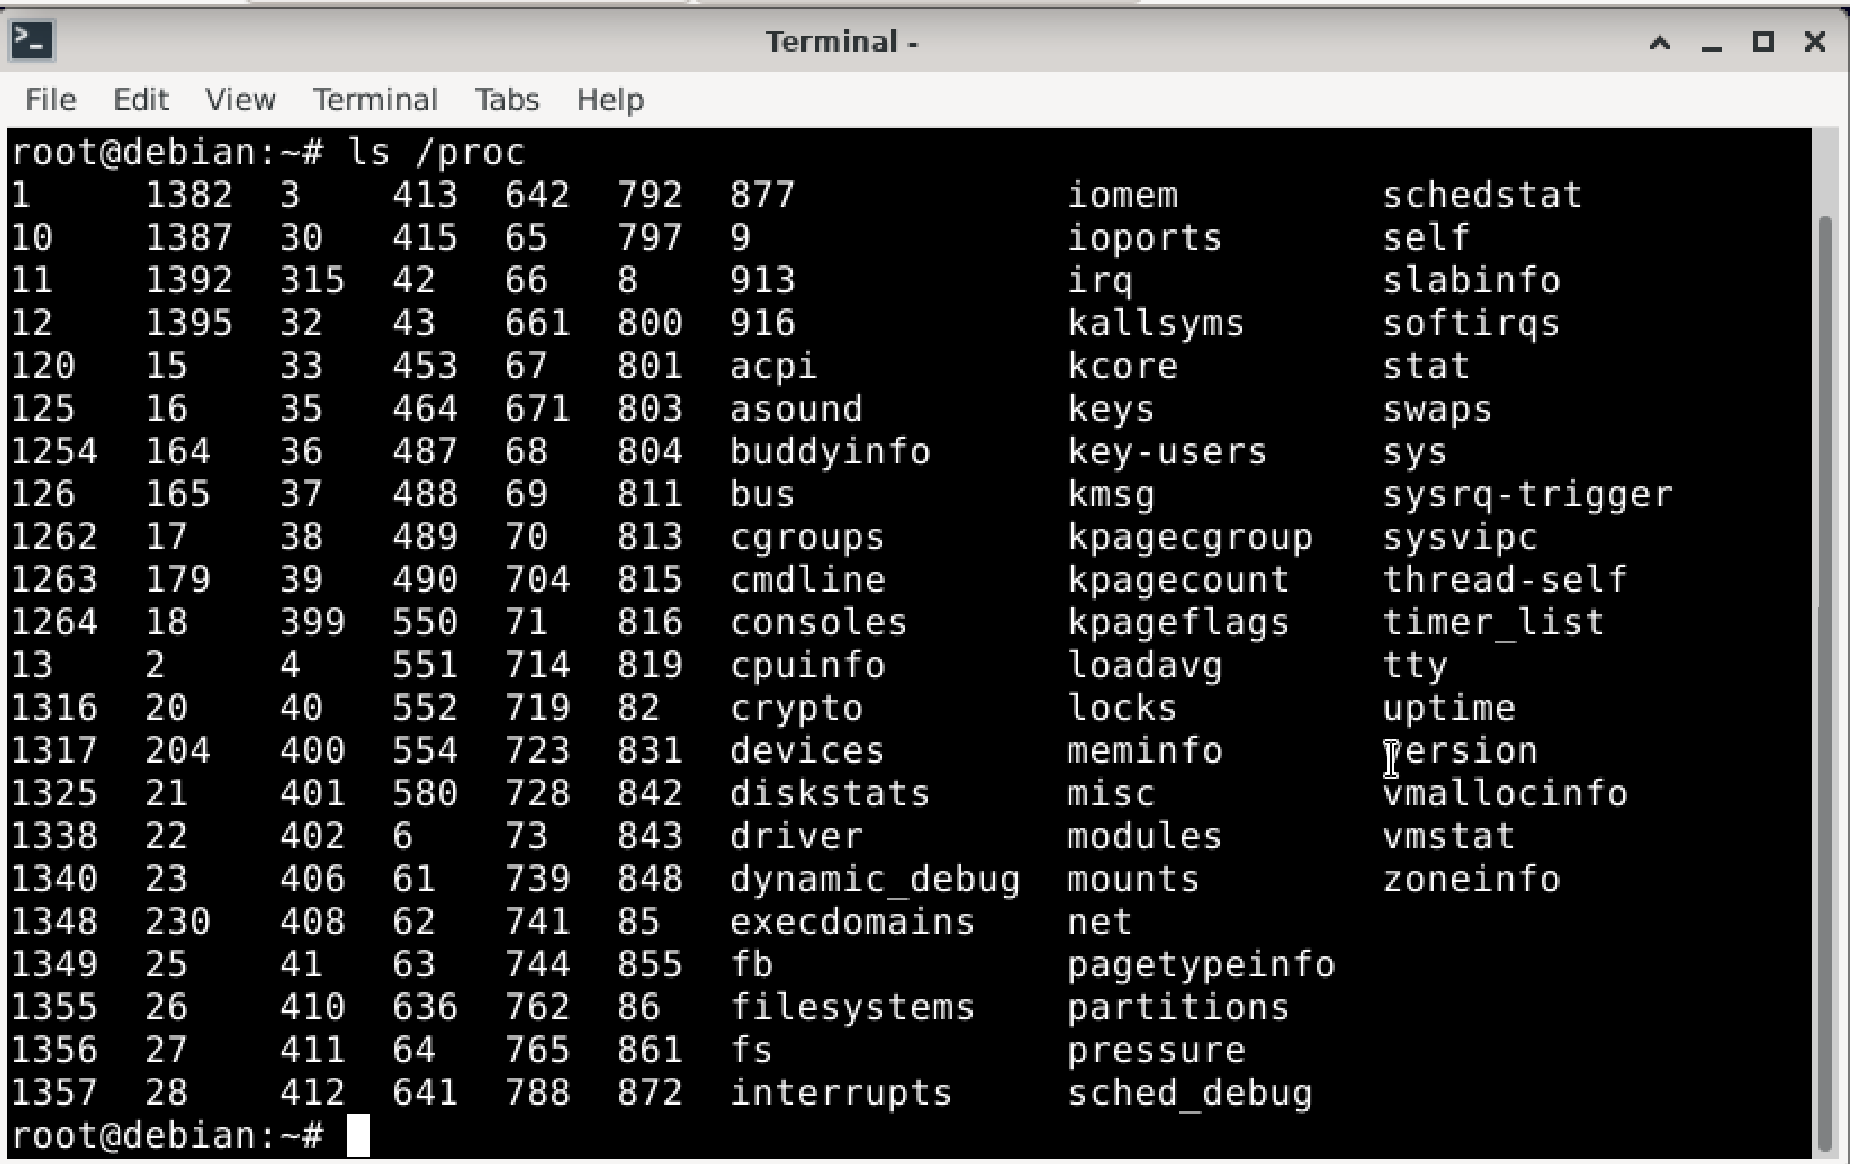 Terminal -
File Edit View Terminal Tabs Help
root@debian:~# ls /proc
1 1382 3 413 642 792 877 iomem schedstat
10 1387 30 415 65 797 9 ioports self
11 1392 315 42 66 8 913 irq slabinfo
12 1395 32 43 661 800 916 kallsyms softirqs
120 15 33 453 67 801 acpi kcore stat
125 16 35 464 671 803 asound keys swaps
1254 164 36 487 68 804 buddyinfo key-users sys
126 165 37 488 69 811 bus kmsg sysrq-trigger
1262 17 38 489 70 813 cgroups kpagecgroup sysvipc
1263 179 39 490 704 815 cmdline kpagecount thread-self
1264 18 399 550 71 816 consoles kpageflags timer_list
13 2 4 551 714 819 cpuinfo loadavg tty
1316 20 40 552 719 82 crypto locks uptime
1317 204 400 554 723 831 devices meminfo version
1325 21 401 580 728 842 diskstats misc vmallocinfo
1338 22 402 6 73 843 driver modules vmstat
1340 23 406 61 739 848 dynamic_debug mounts zoneinfo
1348 230 408 62 741 85 execdomains net
1349 25 41 63 744 855 fb pagetypeinfo
1355 26 410 636 762 86 filesystems partitions
1356 27 411 64 765 861 fs pressure
1357 28 412 641 788 872 interrupts sched_debug
root@debian:~#